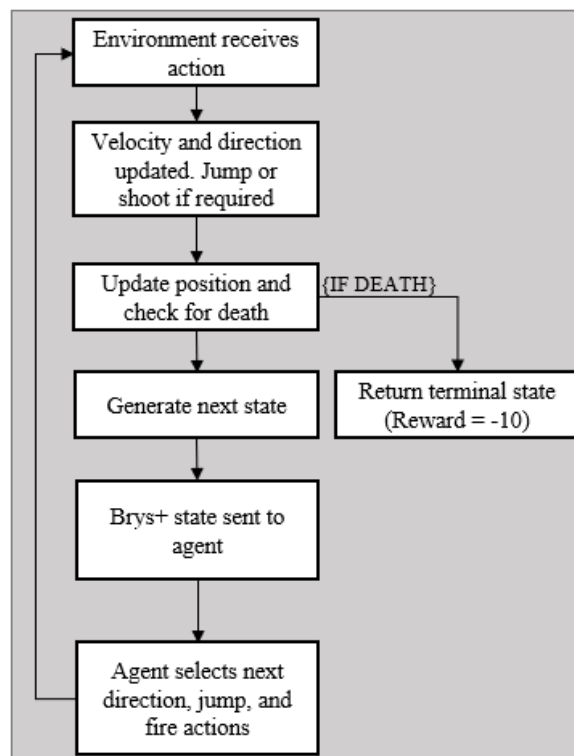 Environment receives
action
Velocity and direction
updated. Jump or
shoot if required
Update position and
check for death
{IF DEATH}
Generate next state
Return terminal state
(Reward = -10)
Brys+ state sent to
agent
Agent selects next
direction, jump, and
fire actions